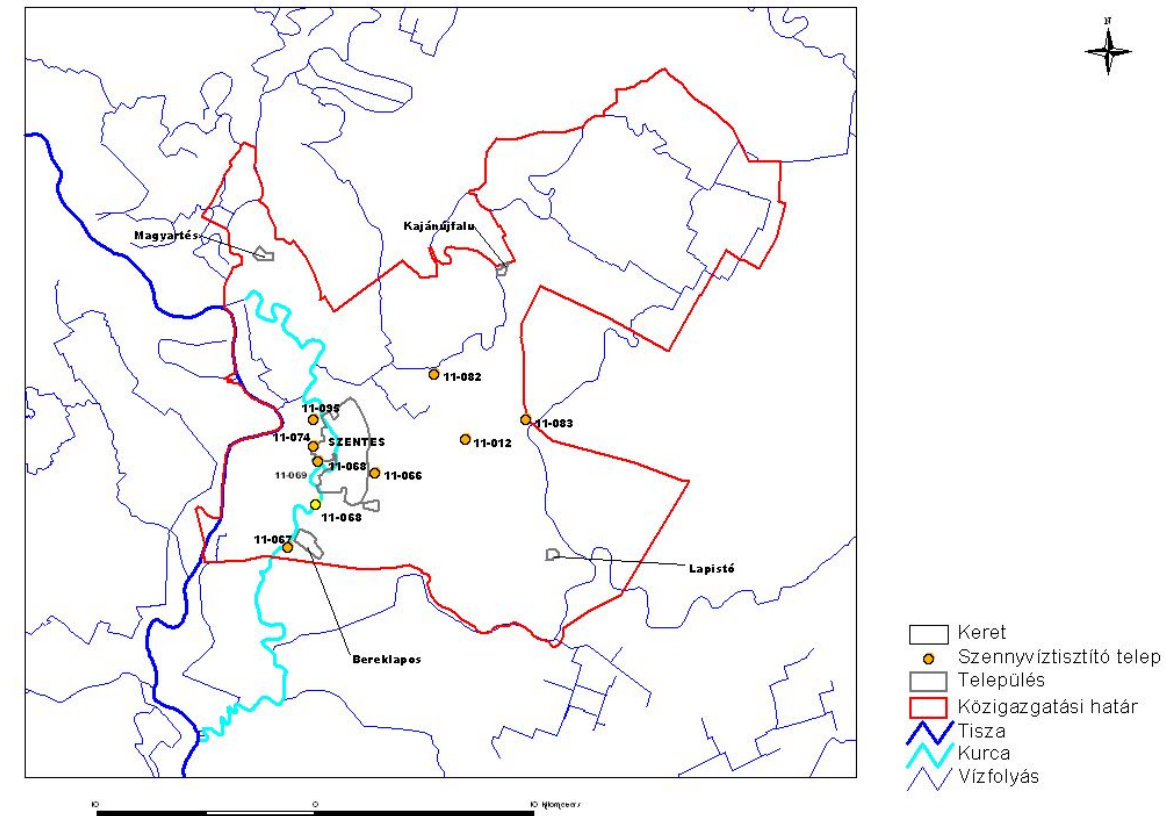 N
Magyartés
Kajánújfalu
11-082
11-095
11-083
11-074
SZENTES
11-012
11-069
11-068
11-066
11-068
11-067
Lapistó
Bereklapos
Keret
Szennyvíztisztító telep
Település
Közigazgatási határ
Tisza
Kurca
Vízfolyás
10 0 10 Kilometers